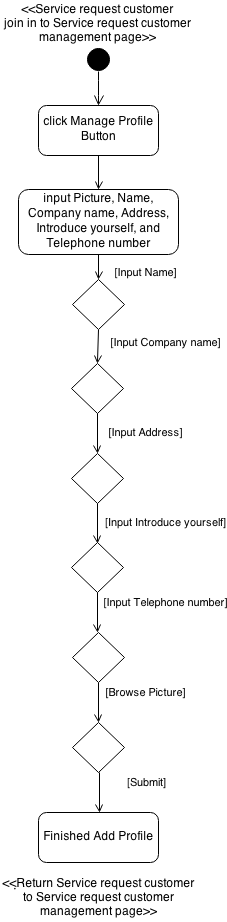 <<Service request customer
join in to Service request customer
management page>>
click Manage Profile
Button
input Picture, Name,
Company name, Address,
Introduce yourself, and
Telephone number
[Input Name]
[Input Company name]
[Input Address]
[Input Introduce yourself]
[Input Telephone number]
[Browse Picture]
[Submit]
Finished Add Profile
<<Return Service request customer
to Service request customer
management page>>